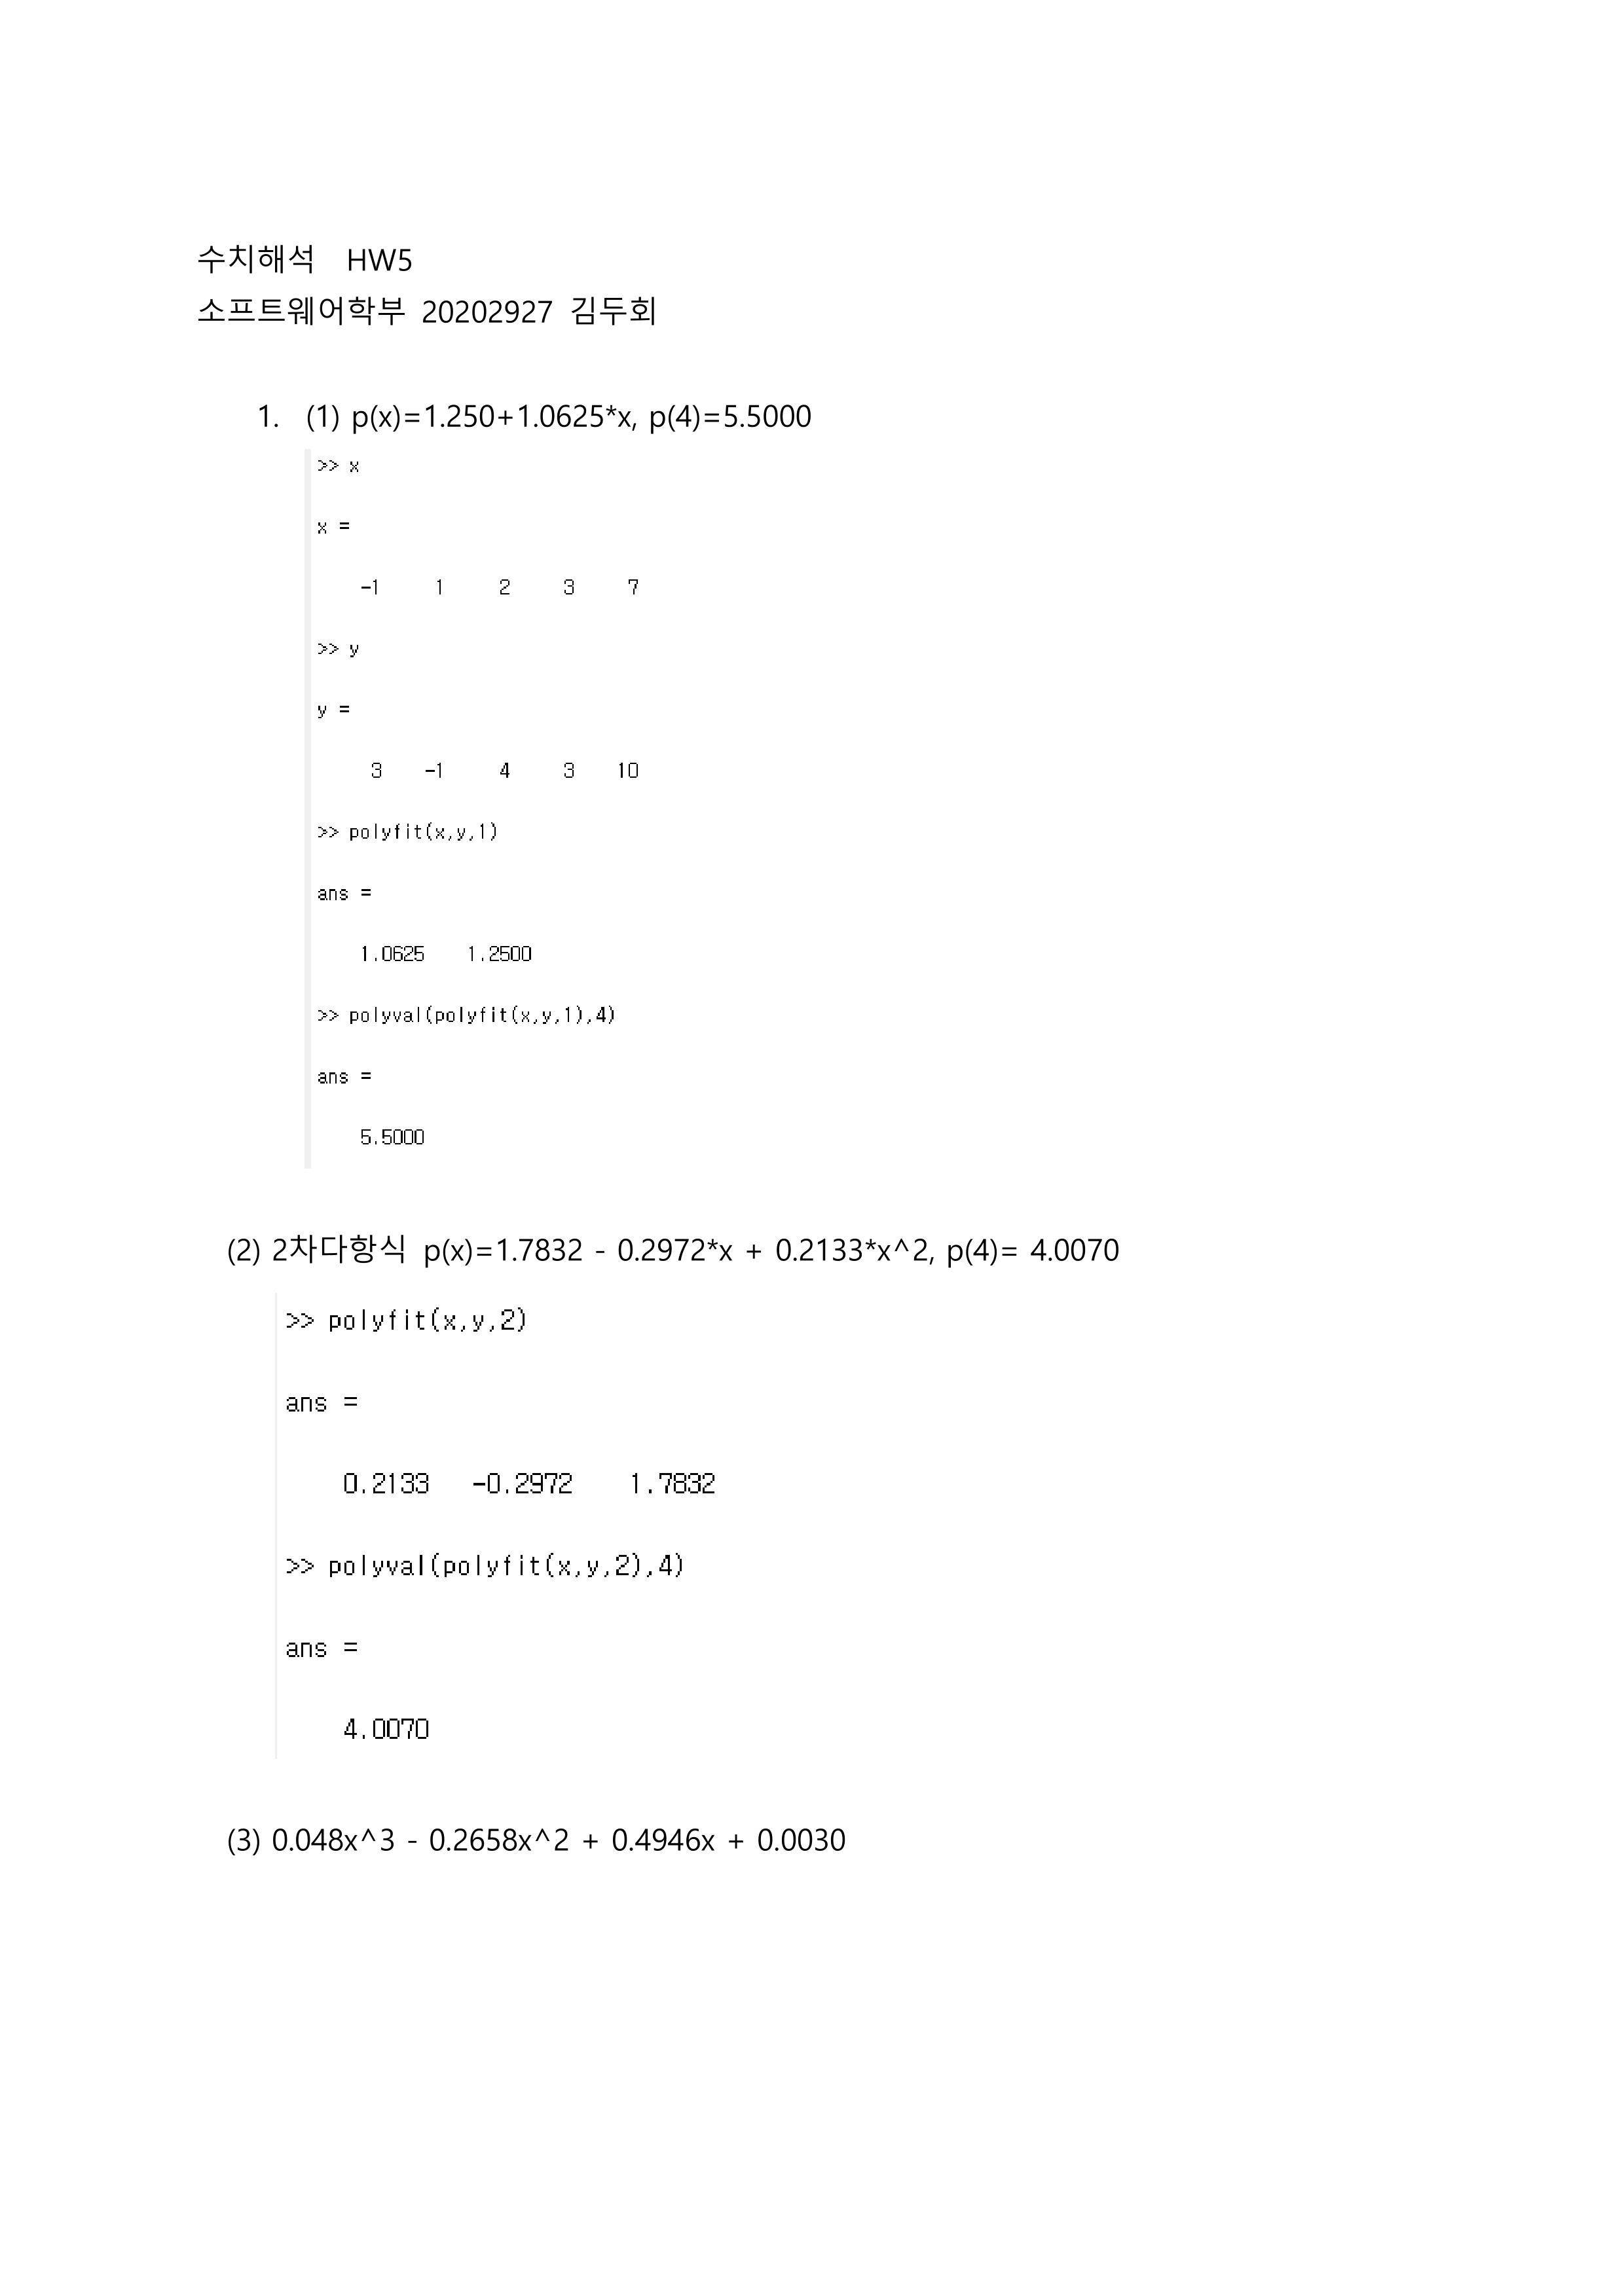 수치해석 HW5
소프트웨어학부 20202927 김두회
1. (1) p(x)=1.250+1.0625*x, p(4)=5.5000
>> x
x =
-1 1 2 3 7
>> y
y =
3 -1 4 3 10
>> polyfit(x,y,1)
ans =
1.0625 1.2500
>> polyval(polyfit(x,y,1),4)
ans =
5.5000
(2) 2차다항식 p(x)=1.7832 - 0.2972*x + 0.2133*x^2, p(4)= 4.0070
>> polyfit(x,y,2)
ans =
0.2133 -0.2972 1.7832
>> polyval(polyfit(x,y,2),4)
ans =
4.0070
(3) 0.048x^3 - 0.2658x^2 + 0.4946x + 0.0030